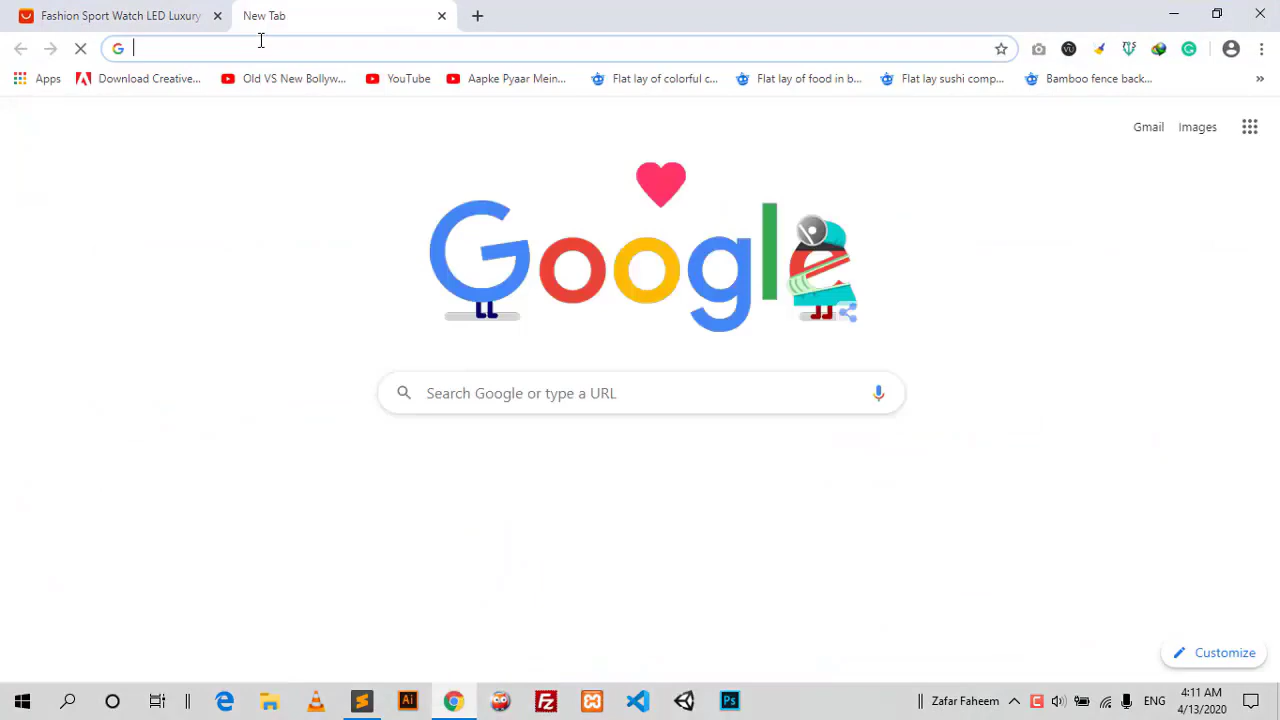 Fashion Sport Watch LED Luxury
New Tab
Apps
Download Creative...
Old VS New Bollyw...
YouTube
Aapke Pyaar Mein...
Flat lay of colorful c...
Flat lay of food in b...
Flat lay sushi comp...
Bamboo fence back...
Gmail
Images
Google
Search Google or type a URL
Customize
Zafar Faheem
ENG
4:11 AM
4/13/2020